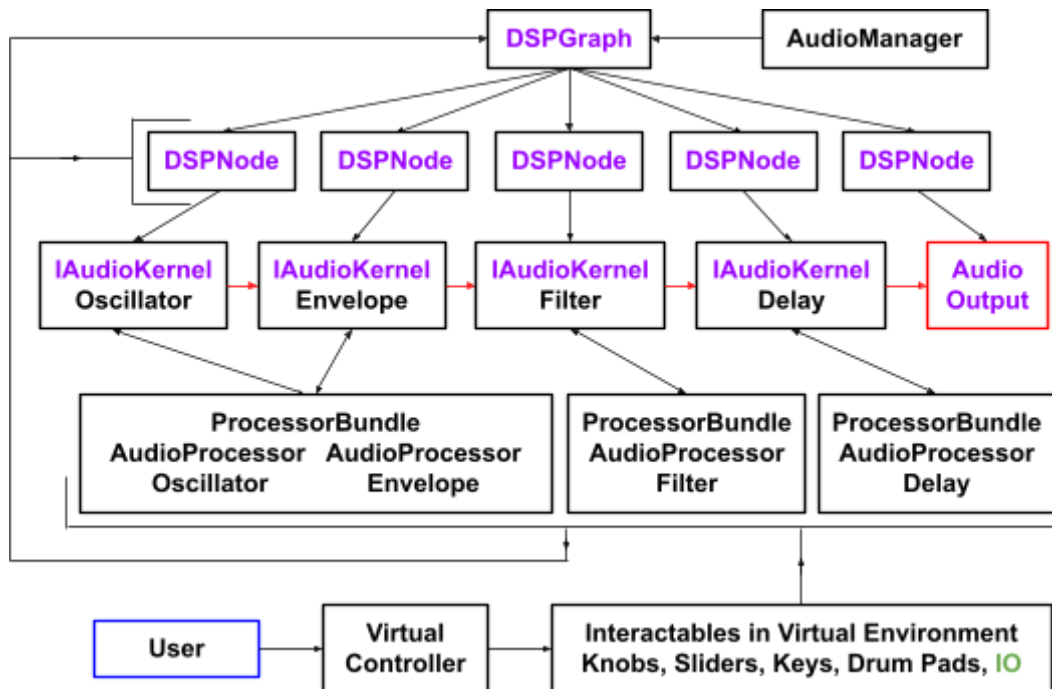 DSPGraph
AudioManager
DSPNode
DSPNode
DSPNode
DSPNode
DSPNode
IAudioKernel
Oscillator
IAudioKernel
Envelope
IAudioKernel
Filter
IAudioKernel
Delay
Audio
Output
ProcessorBundle
AudioProcessor AudioProcessor
Oscillator Envelope
ProcessorBundle
AudioProcessor
Filter
ProcessorBundle
AudioProcessor
Delay
User
Virtual
Controller
Interactables in Virtual Environment
Knobs, Sliders, Keys, Drum Pads, IO